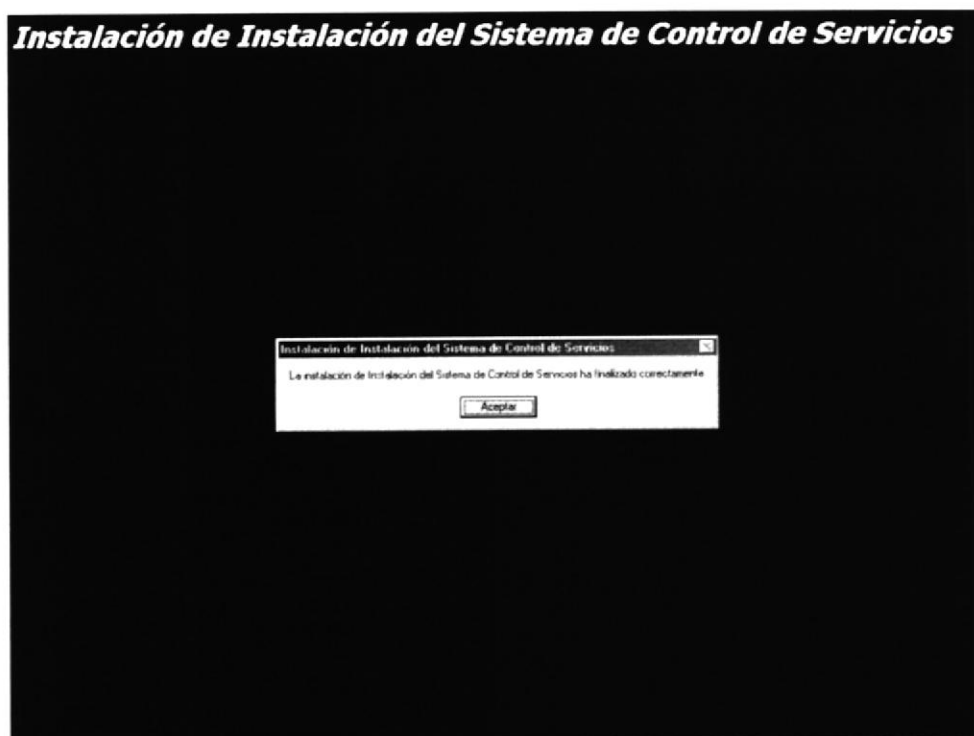 Instalación de Instalación del Sistema de Control de Servicios
Instalación de Instalación del Sistema de Control de Servicios
La instalación de Instalación del Sistema de Control de Servicios ha finalizado correctamente
Aceptar